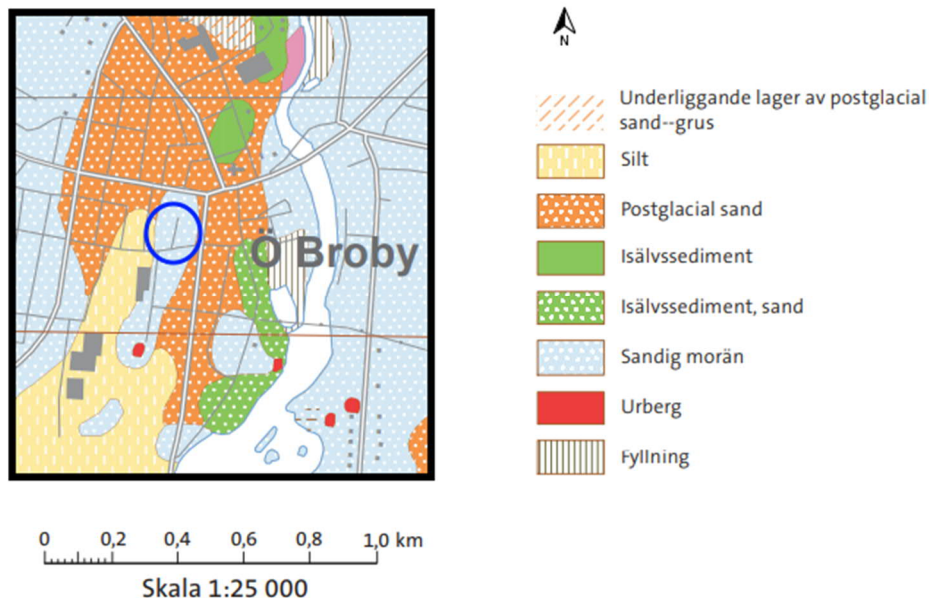 Ö Broby
N
Underliggande lager av postglacial
sand--grus
Silt
Postglacial sand
Isälvssediment
Isälvssediment, sand
Sandig morän
Urberg
Fyllning
0 0,2 0,4 0,6 0,8 1,0 km
Skala 1:25 000